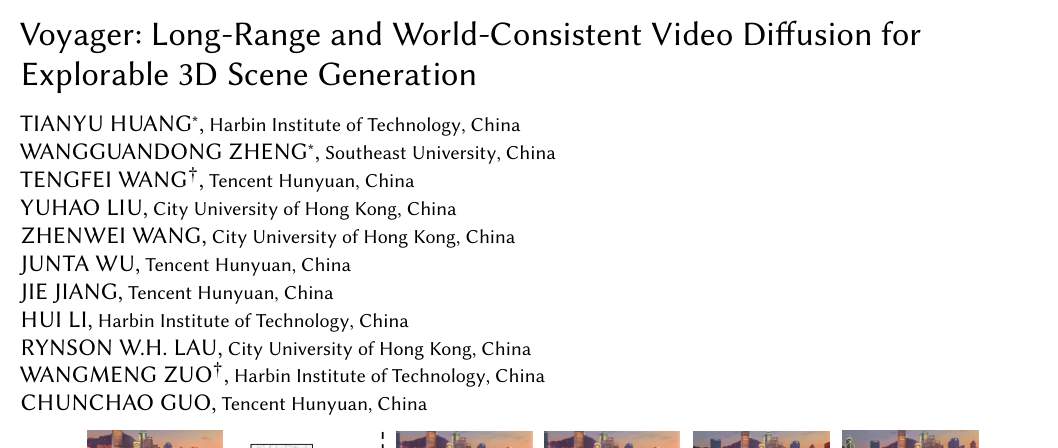 Voyager: Long-Range and World-Consistent Video Diffusion for
Explorable 3D Scene Generation
TIANYU HUANG*, Harbin Institute of Technology, China
WANGGUANDONG ZHENG*, Southeast University, China
TENGFEI WANG†, Tencent Hunyuan, China
YUHAO LIU, City University of Hong Kong, China
ZHENWEI WANG, City University of Hong Kong, China
JUNTA WU, Tencent Hunyuan, China
JIE JIANG, Tencent Hunyuan, China
HUI LI, Harbin Institute of Technology, China
RYNSON W.H. LAU, City University of Hong Kong, China
WANGMENG ZUO†, Harbin Institute of Technology, China
CHUNCHAO GUO, Tencent Hunyuan, China